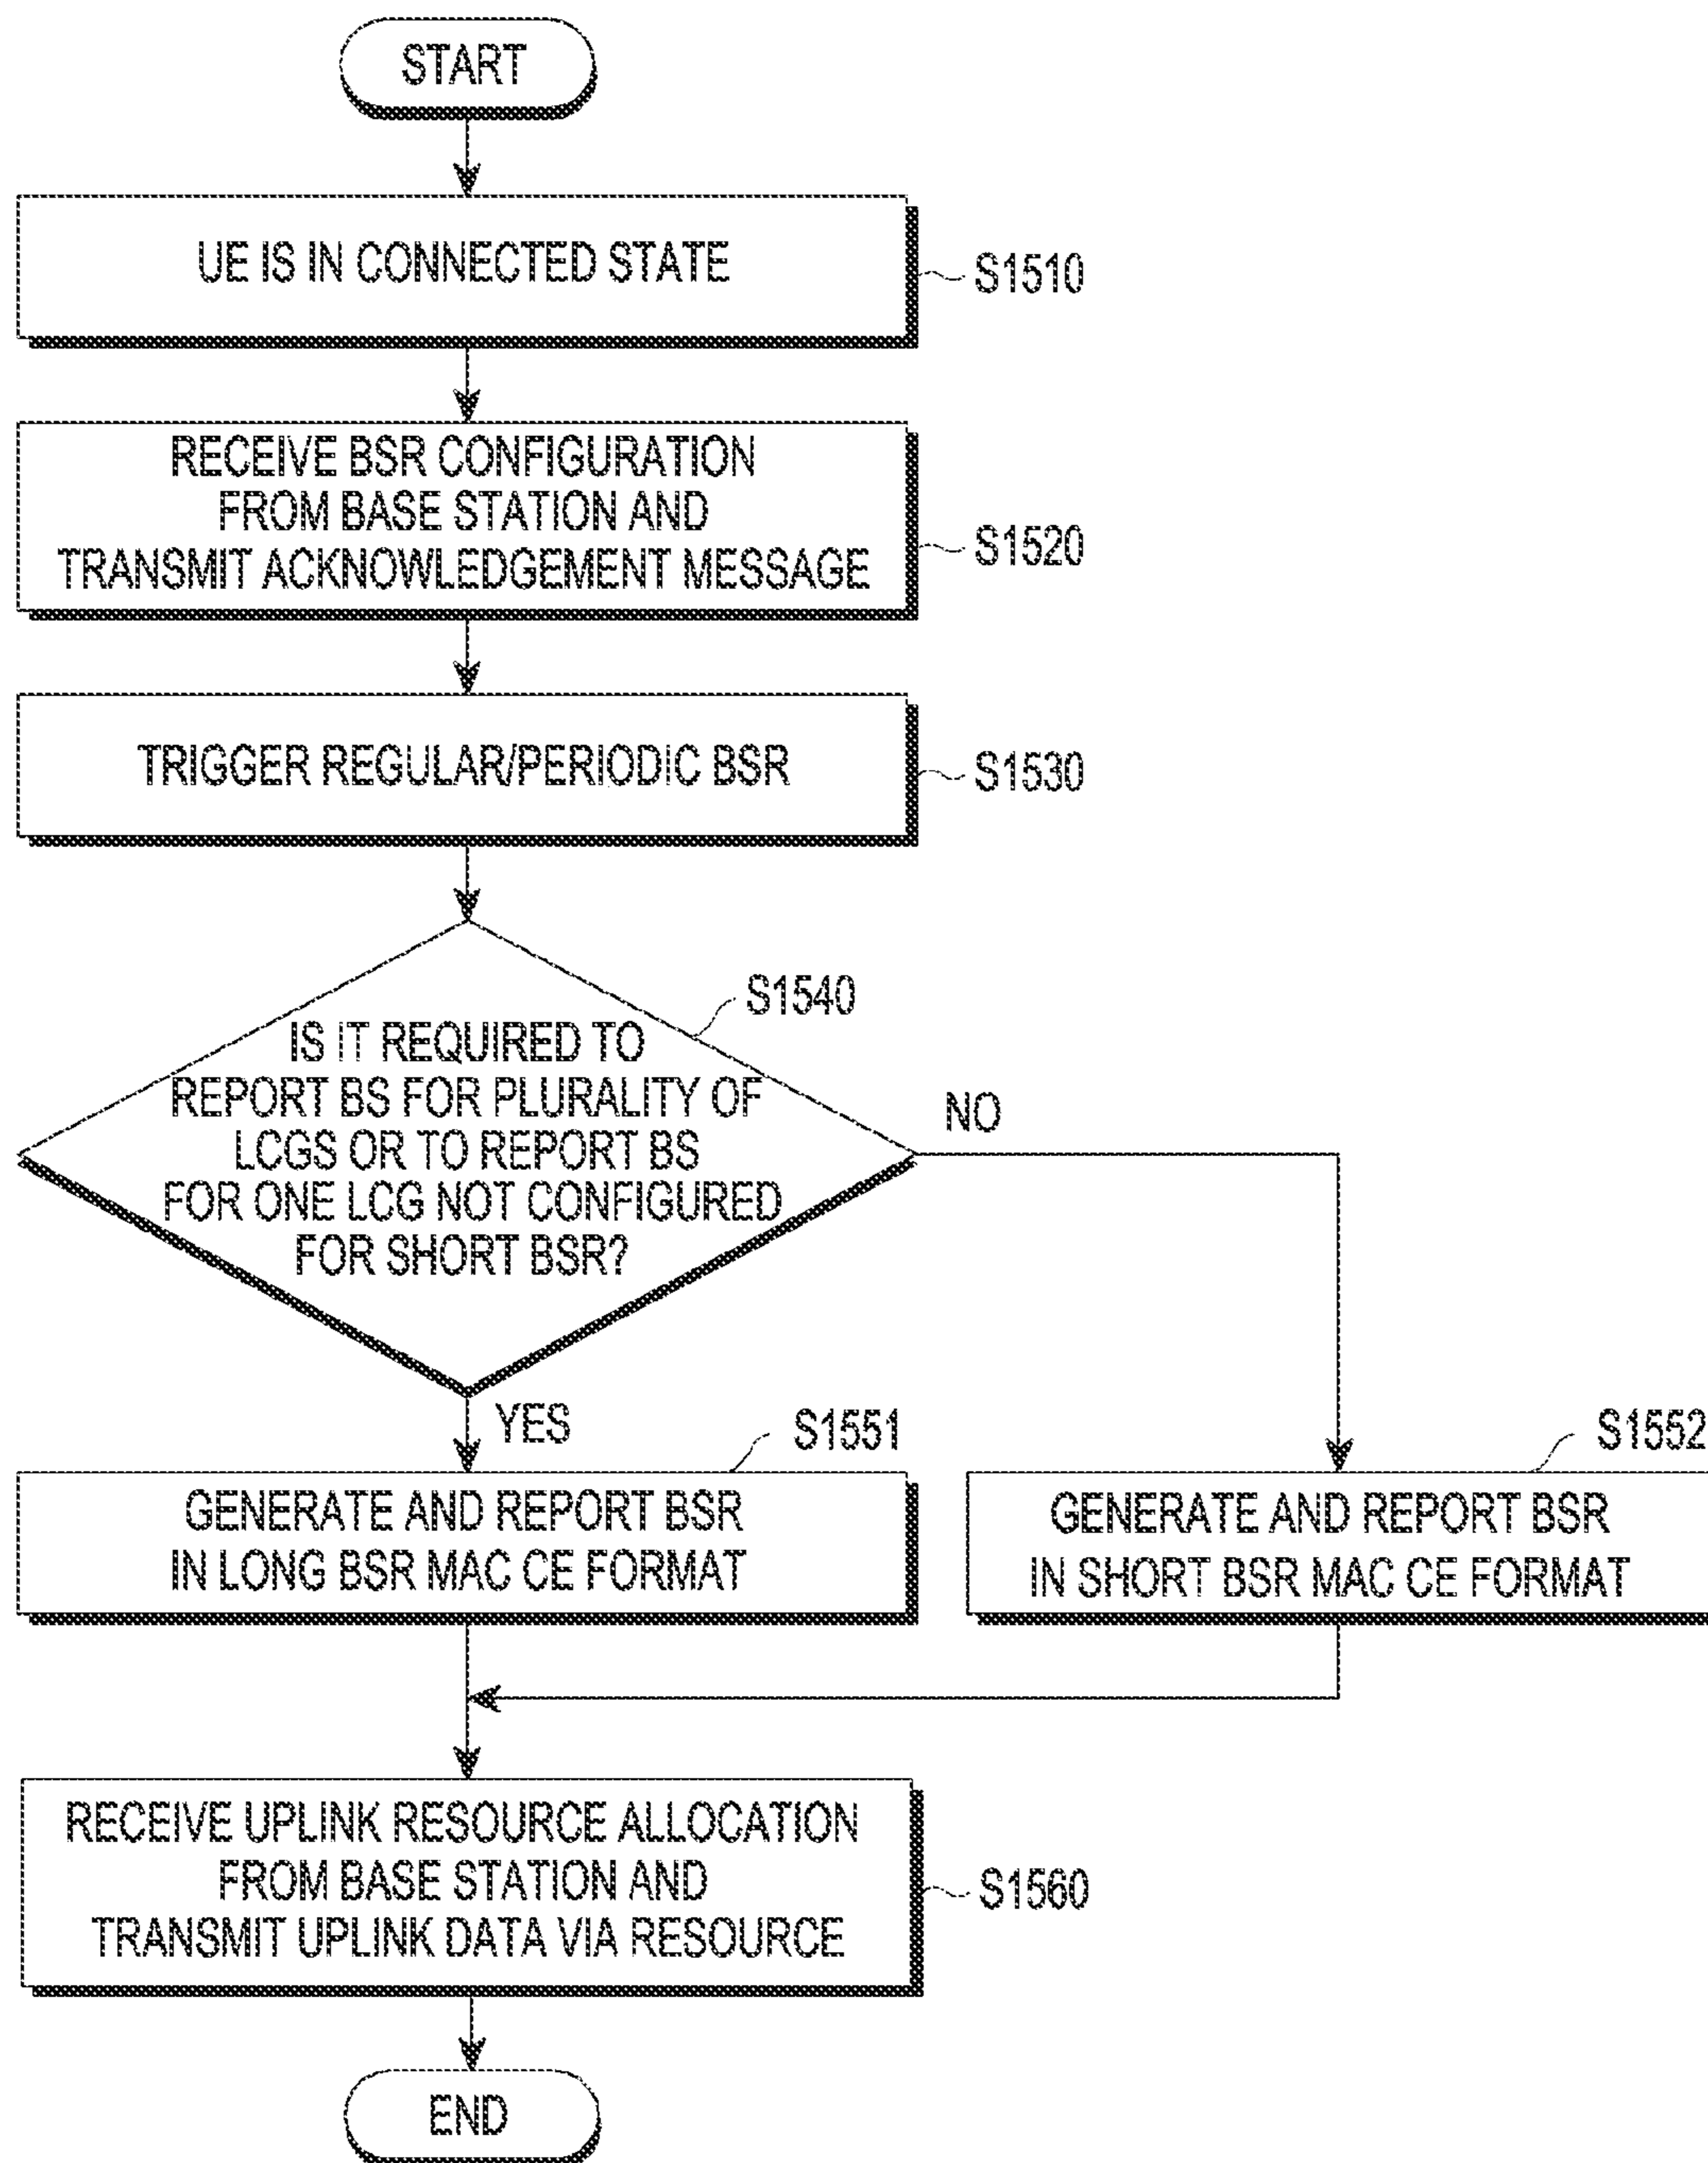 START
UE IS IN CONNECTED STATE
S1510
RECEIVE BSR CONFIGURATION
FROM BASE STATION AND
TRANSMIT ACKNOWLEDGEMENT MESSAGE
S1520
TRIGGER REGULAR/PERIODIC BSR
S1530
S1540
IS IT REQUIRED TO
REPORT BS FOR PLURALITY OF
LCGS OR TO REPORT BS
FOR ONE LCG NOT CONFIGURED
FOR SHORT BSR?
NO
YES
S1551
GENERATE AND REPORT BSR
IN LONG BSR MAC CE FORMAT
S1552
GENERATE AND REPORT BSR
IN SHORT BSR MAC CE FORMAT
RECEIVE UPLINK RESOURCE ALLOCATION
FROM BASE STATION AND
TRANSMIT UPLINK DATA VIA RESOURCE
S1560
END